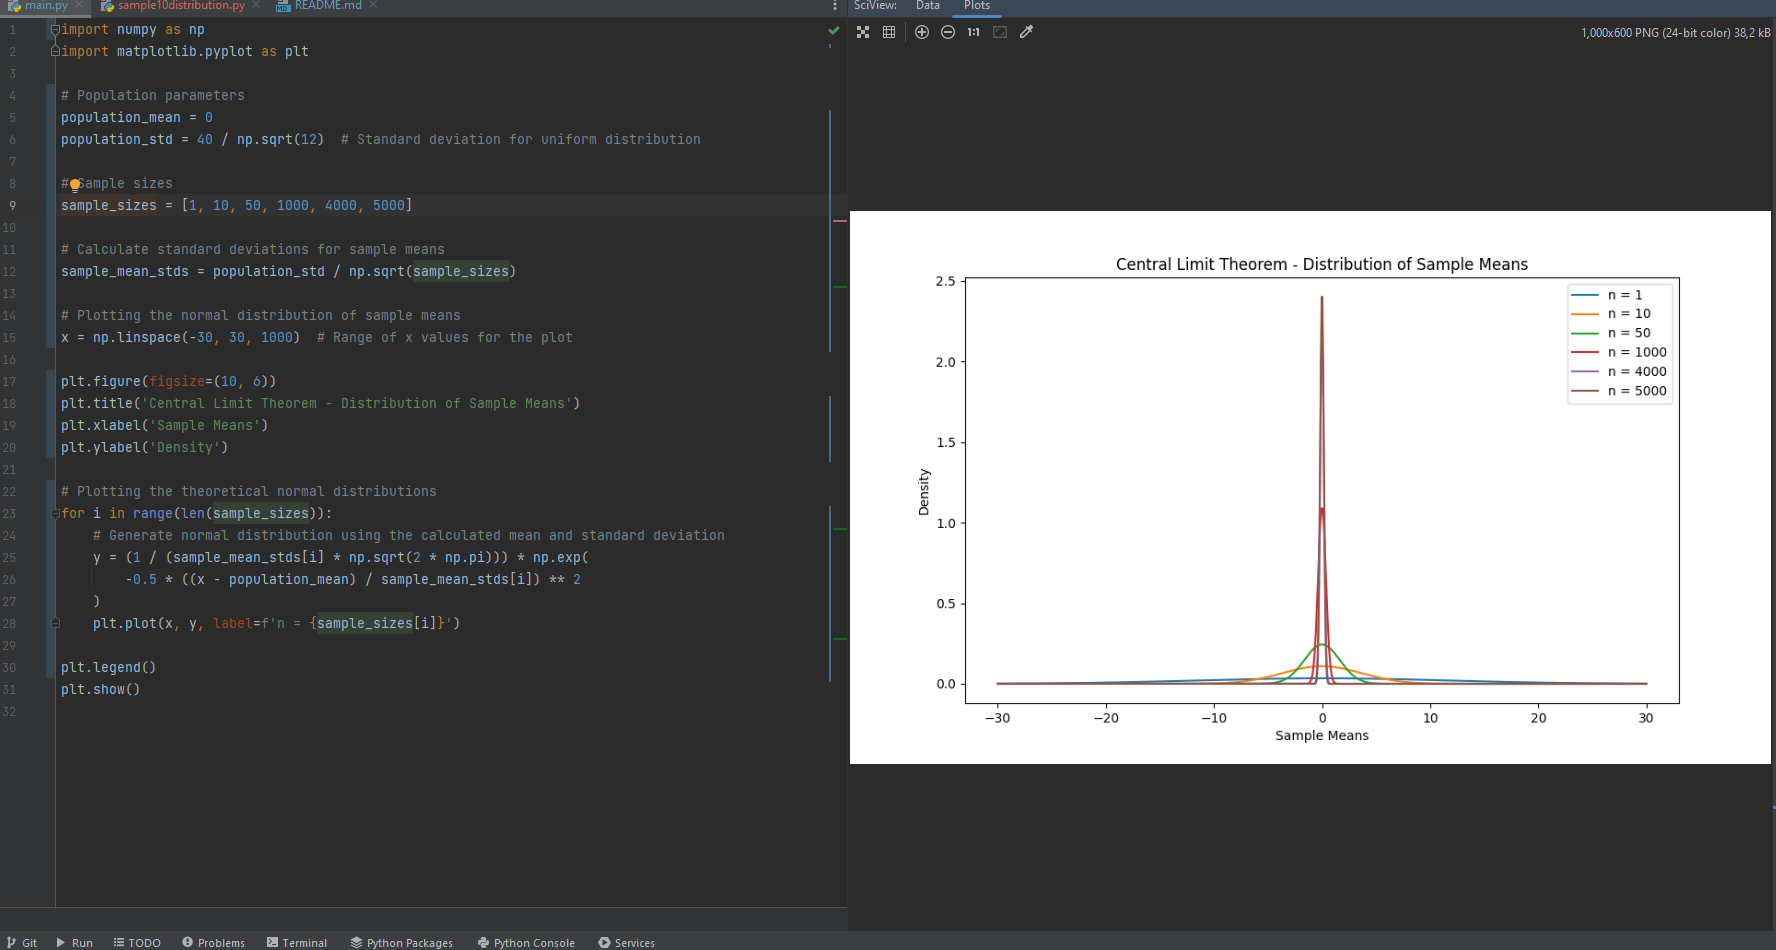 main.py sample10distribution.py README.md
1 import numpy as np
2 import matplotlib.pyplot as plt
3
4 # Population parameters
5 population_mean = 0
6 population_std = 40 / np.sqrt(12)  # Standard deviation for uniform distribution
7
8 # Sample sizes
9 sample_sizes = [1, 10, 50, 1000, 4000, 5000]
10
11 # Calculate standard deviations for sample means
12 sample_mean_stds = population_std / np.sqrt(sample_sizes)
13
14 # Plotting the normal distribution of sample means
15 x = np.linspace(-30, 30, 1000)  # Range of x values for the plot
16
17 plt.figure(figsize=(10, 6))
18 plt.title('Central Limit Theorem - Distribution of Sample Means')
19 plt.xlabel('Sample Means')
20 plt.ylabel('Density')
21
22 # Plotting the theoretical normal distributions
23 for i in range(len(sample_sizes)):
24     # Generate normal distribution using the calculated mean and standard deviation
25     y = (1 / (sample_mean_stds[i] * np.sqrt(2 * np.pi))) * np.exp(
26         -0.5 * ((x - population_mean) / sample_mean_stds[i]) ** 2
27     )
28     plt.plot(x, y, label=f'n = {sample_sizes[i]}')
29
30 plt.legend()
31 plt.show()
32
SciView: Data Plots
1:1 1,000x600 PNG (24-bit color) 38,2 kB
Central Limit Theorem - Distribution of Sample Means
2.5
2.0
1.5
1.0
0.5
0.0
Density
n = 1
n = 10
n = 50
n = 1000
n = 4000
n = 5000
−30 −20 −10 0 10 20 30
Sample Means
Git Run TODO Problems Terminal Python Packages Python Console Services